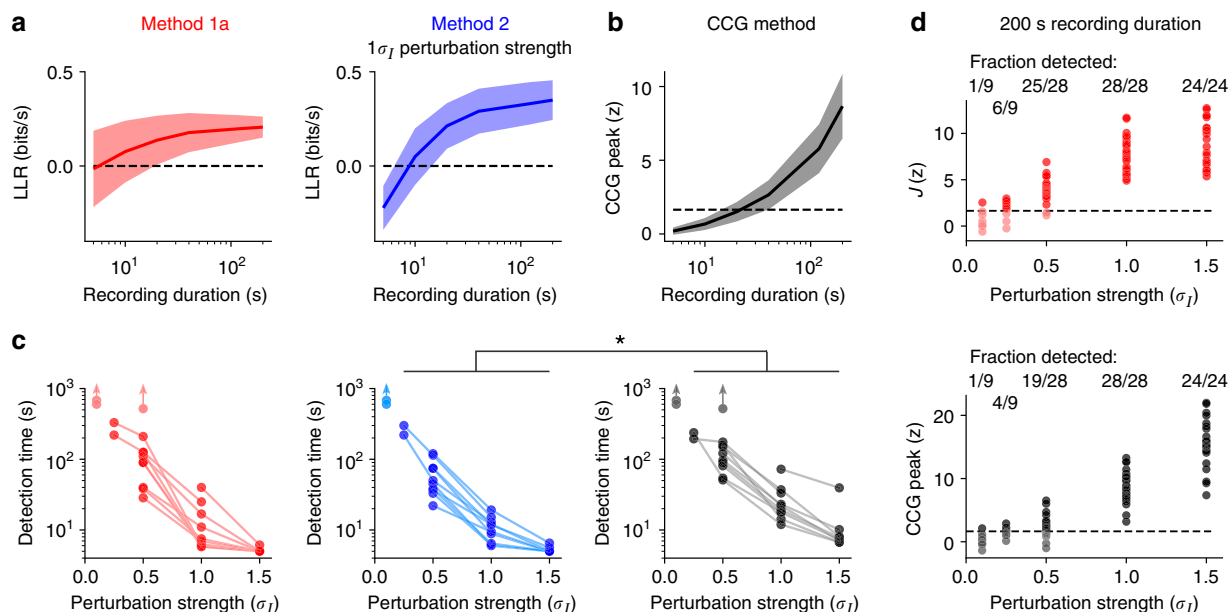 a
Method 1a
LLR (bits/s)
0.5
0.0
10¹
10²
Recording duration (s)
Method 2
1σI perturbation strength
LLR (bits/s)
0.5
0.0
10¹
10²
Recording duration (s)
b
CCG method
CCG peak (z)
10
5
0
10¹
10²
Recording duration (s)
c
Detection time (s)
10³
10²
10¹
0.0 0.5 1.0 1.5
Perturbation strength (σI)
*
Detection time (s)
10³
10²
10¹
0.0 0.5 1.0 1.5
Perturbation strength (σI)
Detection time (s)
10³
10²
10¹
0.0 0.5 1.0 1.5
Perturbation strength (σI)
d
200 s recording duration
Fraction detected:
1/9 25/28 28/28 24/24
6/9
J (z)
10
5
0
0.0 0.5 1.0 1.5
Perturbation strength (σI)
Fraction detected:
1/9 19/28 28/28 24/24
4/9
CCG peak (z)
20
10
0
0.0 0.5 1.0 1.5
Perturbation strength (σI)